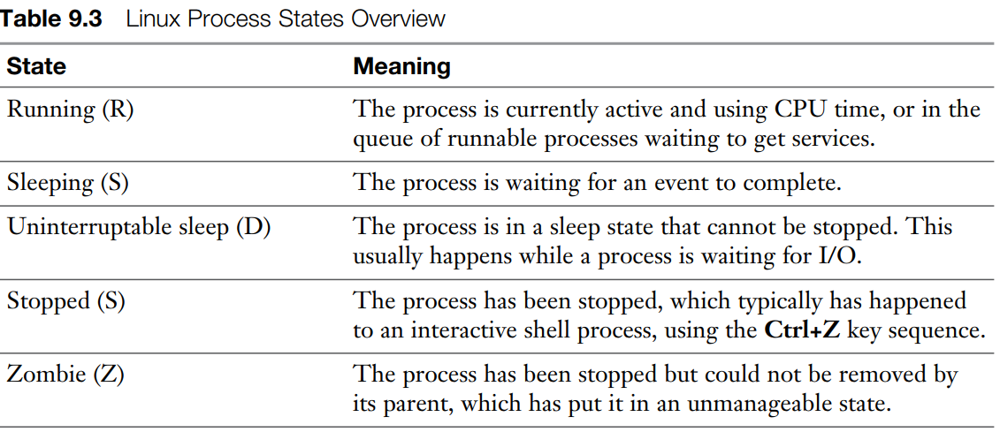 Table 9.3 Linux Process States Overview
State Meaning
Running (R) The process is currently active and using CPU time, or in the
queue of runnable processes waiting to get services.
Sleeping (S) The process is waiting for an event to complete.
Uninterruptable sleep (D) The process is in a sleep state that cannot be stopped. This
usually happens while a process is waiting for I/O.
Stopped (S) The process has been stopped, which typically has happened
to an interactive shell process, using the Ctrl+Z key sequence.
Zombie (Z) The process has been stopped but could not be removed by
its parent, which has put it in an unmanageable state.